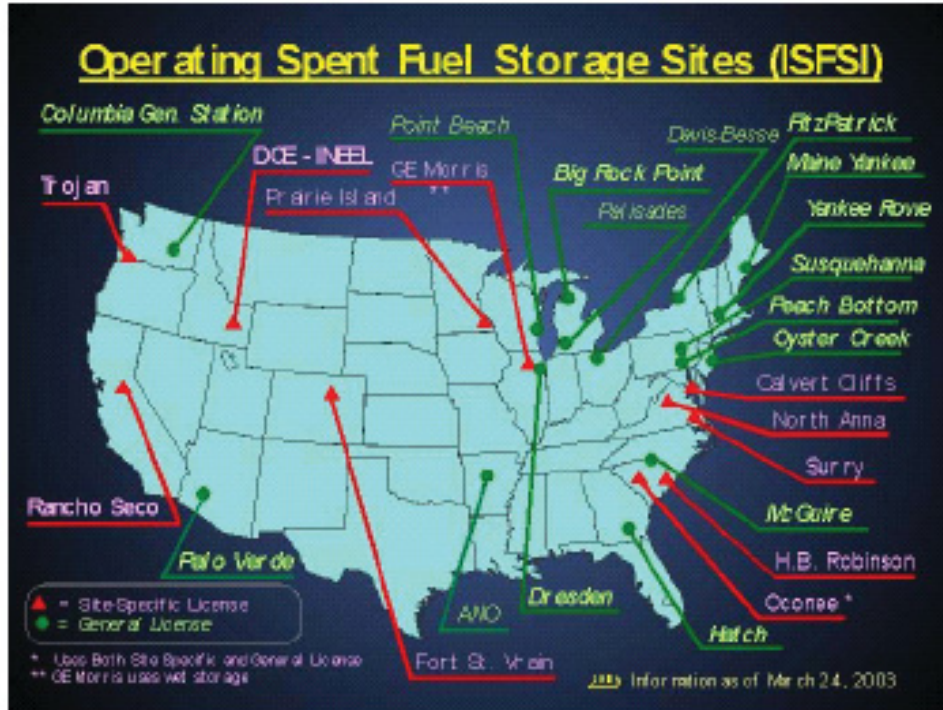 Operating Spent Fuel Storage Sites (ISFSI)
Columbia Gen. Station
Point Beach
Davis-Besse
FitzPatrick
DOE - INEEL
GE Morris
**
Big Rock Point
Maine Yankee
Trojan
Prairie Island
Palisades
Yankee Rowe
Susquehanna
Peach Bottom
Oyster Creek
Calvert Cliffs
North Anna
Surry
Rancho Seco
McGuire
Palo Verde
H.B. Robinson
Dresden
Oconee *
ANO
Hatch
Fort St. Vrain
= Site-Specific License
= General License
* Uses Both Site Specific and General License
** GE Morris uses wet storage
Information as of March 24, 2003